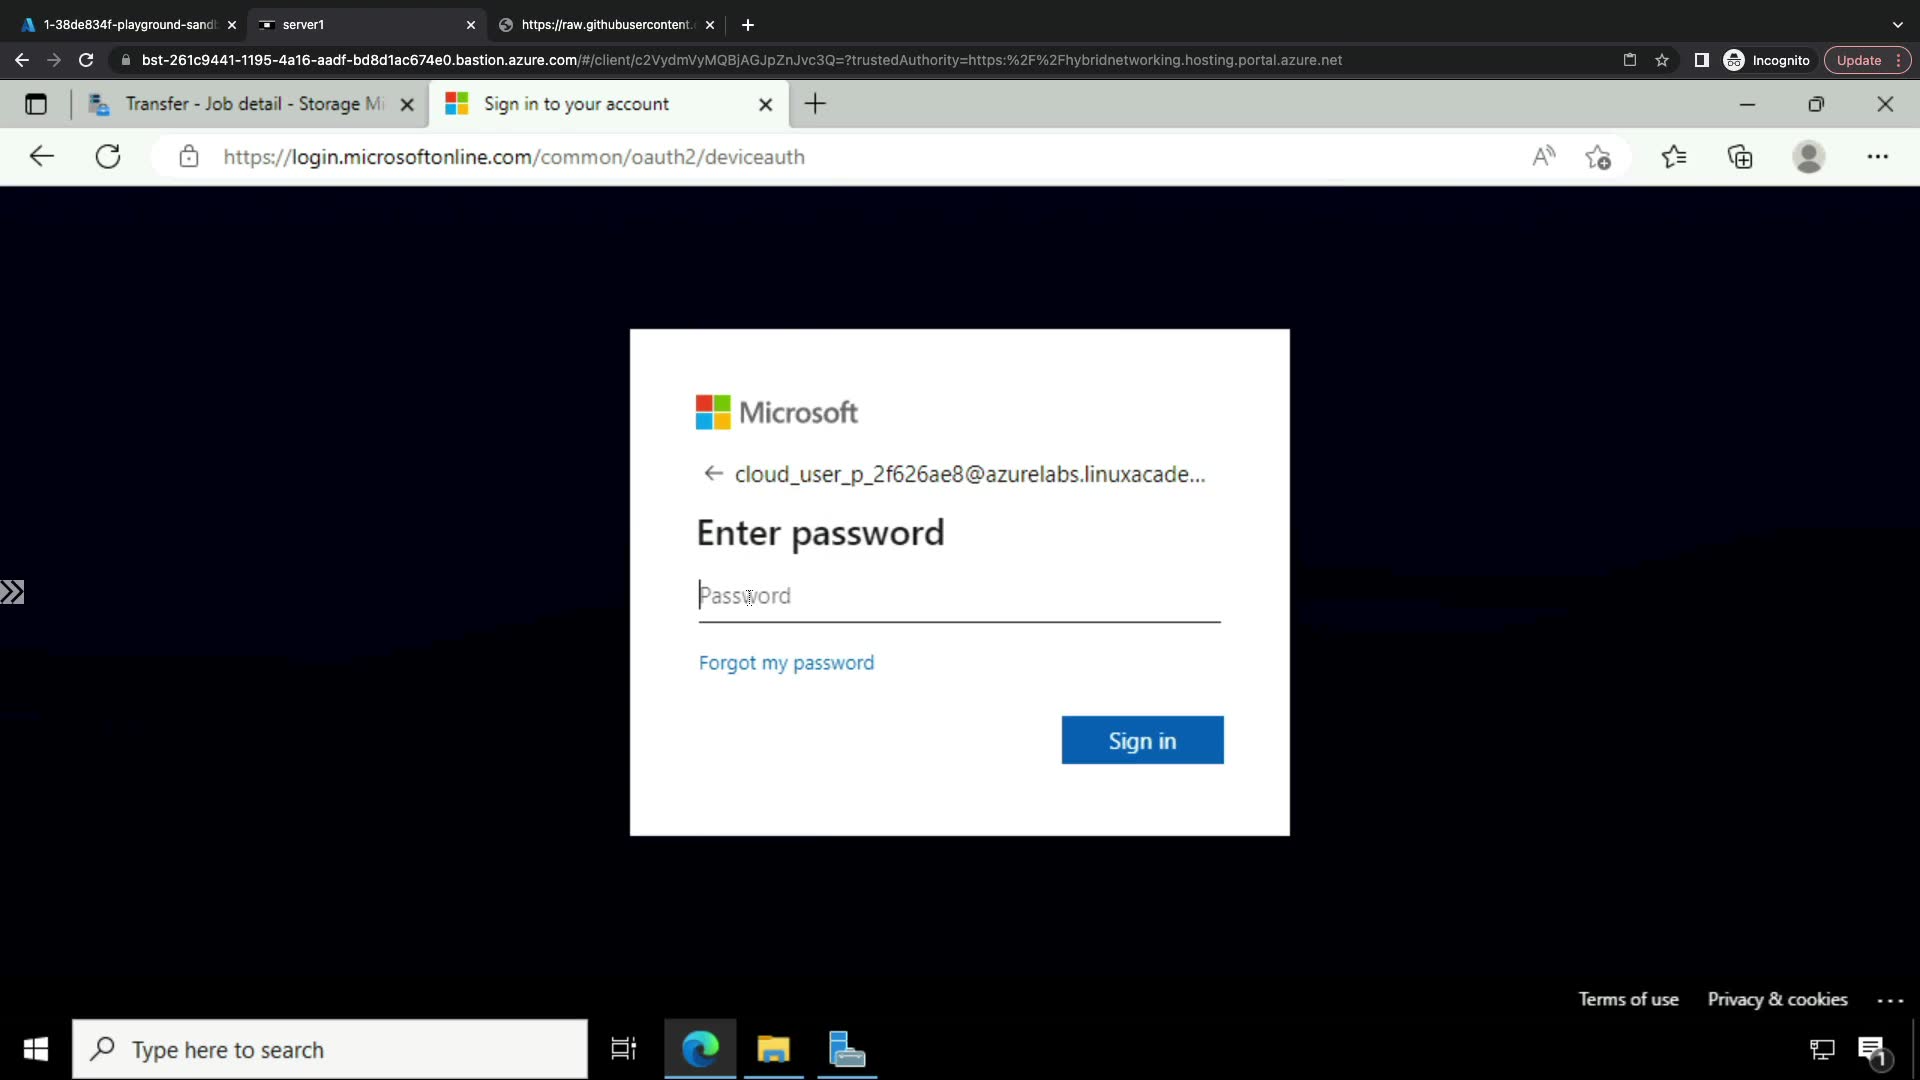 1-38de834f-playground-sand
server1
https://raw.githubusercontent.
bst-261c9441-1195-4a16-aadf-bd8d1ac674e0.bastion.azure.com/#/client/c2VydmVyMQBjAGJpZnJvc3Q=?trustedAuthority=https:%2F%2Fhybridnetworking.hosting.portal.azure.net
Incognito
Update
Transfer - Job detail - Storage Mi
Sign in to your account
https://login.microsoftonline.com/common/oauth2/deviceauth
Microsoft
cloud_user_p_2f626ae8@azurelabs.linuxacade...
Enter password
Password
Forgot my password
Sign in
Terms of use
Privacy & cookies
...
Type here to search
1